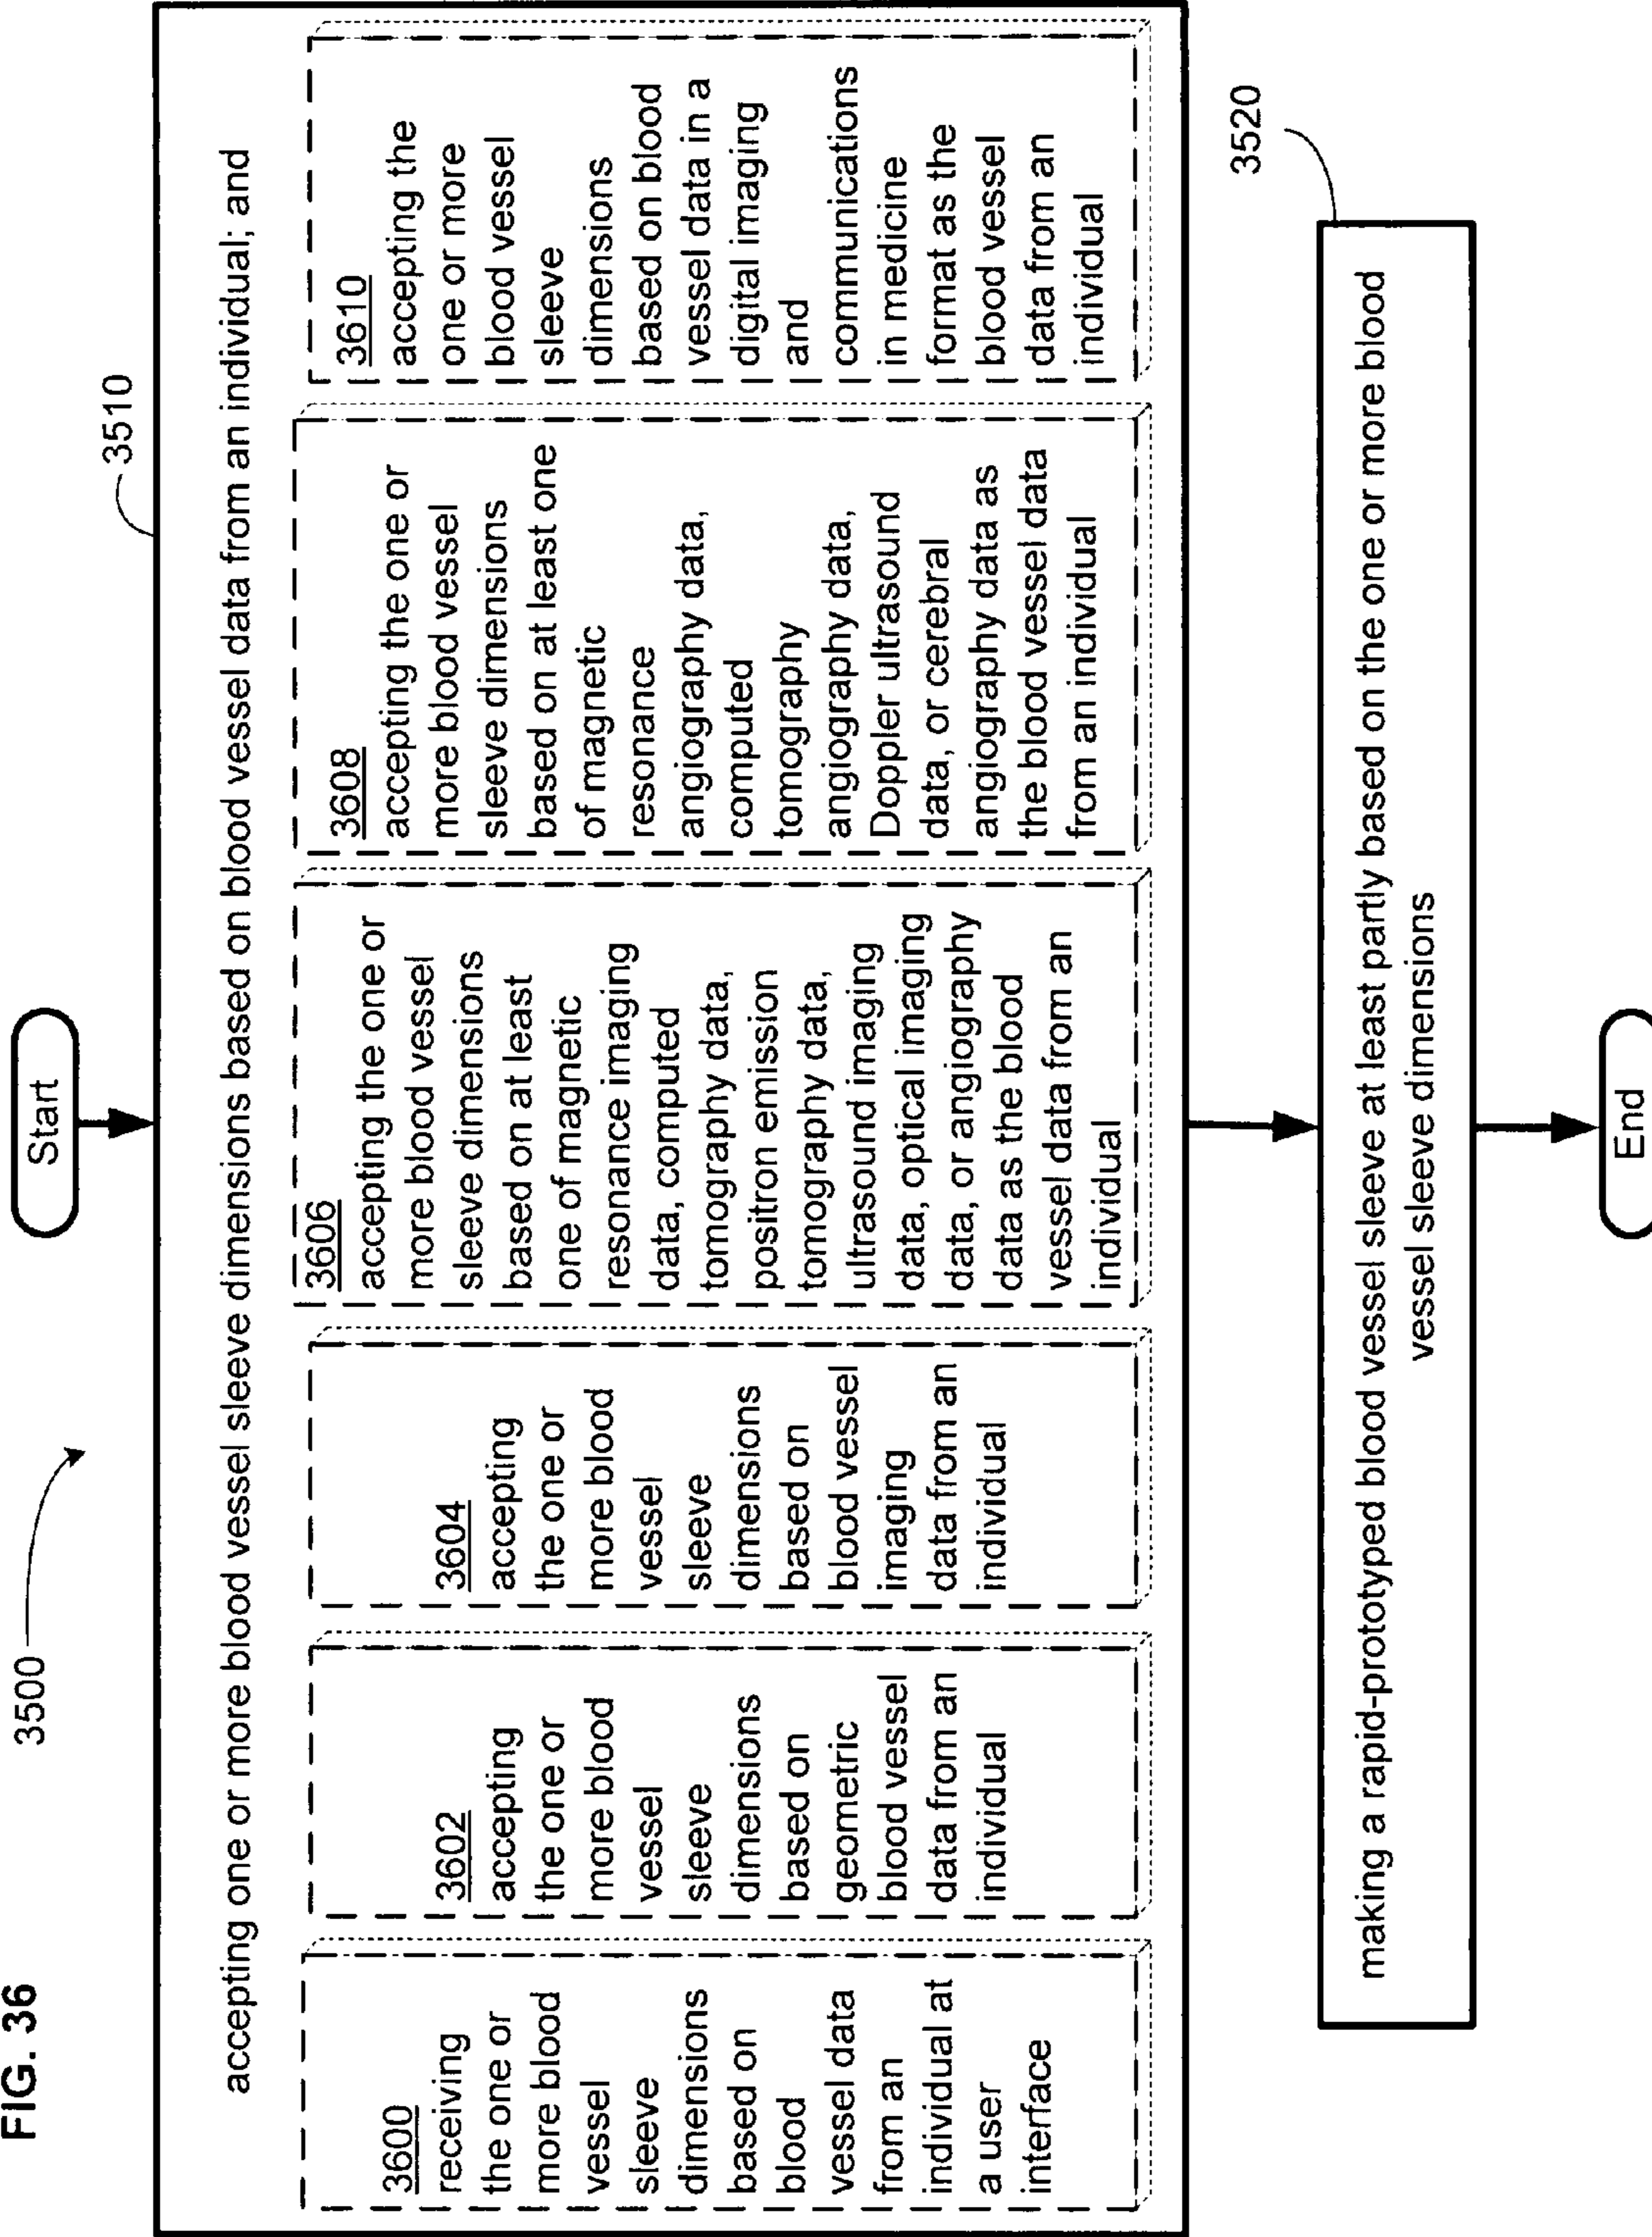 FIG. 36
3500
Start
3510
accepting one or more blood vessel sleeve dimensions based on blood vessel data from an individual; and
3600
receiving
the one or
more blood
vessel
sleeve
dimensions
based on
blood
vessel data
from an
individual at
a user
interface
3602
accepting
the one or
more blood
vessel
sleeve
dimensions
based on
geometric
blood vessel
data from an
individual
3604
accepting
the one or
more blood
vessel
sleeve
dimensions
based on
blood vessel
imaging
data from an
individual
3606
accepting the one or
more blood vessel
sleeve dimensions
based on at least
one of magnetic
resonance imaging
data, computed
tomography data,
positron emission
tomography data,
ultrasound imaging
data, optical imaging
data, or angiography
data as the blood
vessel data from an
individual
3608
accepting the one or
more blood vessel
sleeve dimensions
based on at least one
of magnetic
resonance
angiography data,
computed
tomography
angiography data,
Doppler ultrasound
data, or cerebral
angiography data as
the blood vessel data
from an individual
3610
accepting the
one or more
blood vessel
sleeve
dimensions
based on blood
vessel data in a
digital imaging
and
communications
in medicine
format as the
blood vessel
data from an
individual
3520
making a rapid-prototyped blood vessel sleeve at least partly based on the one or more blood
vessel sleeve dimensions
End